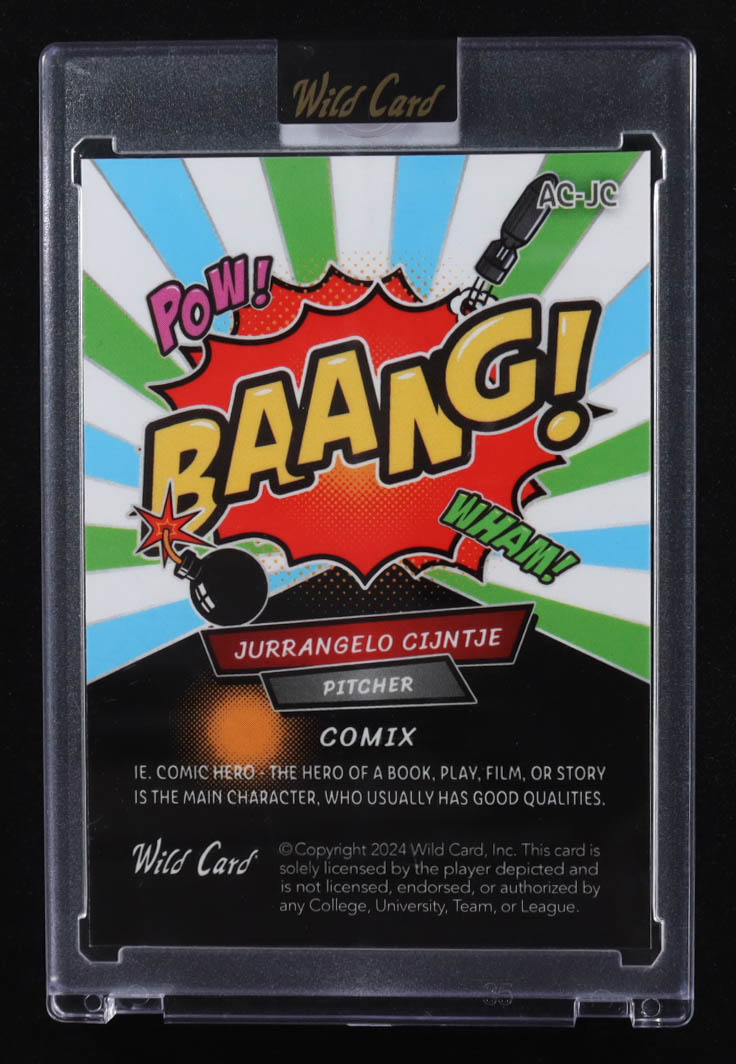 Wild Card
AC-JC
POW!
BAANG!
WHAM!
JURRANGELO CIJNTJE
PITCHER
COMIX
IE. COMIC HERO - THE HERO OF A BOOK, PLAY, FILM, OR STORY
IS THE MAIN CHARACTER, WHO USUALLY HAS GOOD QUALITIES.
Wild Card
©Copyright 2024 Wild Card, Inc. This card is
solely licensed by the player depicted and
is not licensed, endorsed, or authorized by
any College, University, Team, or League.